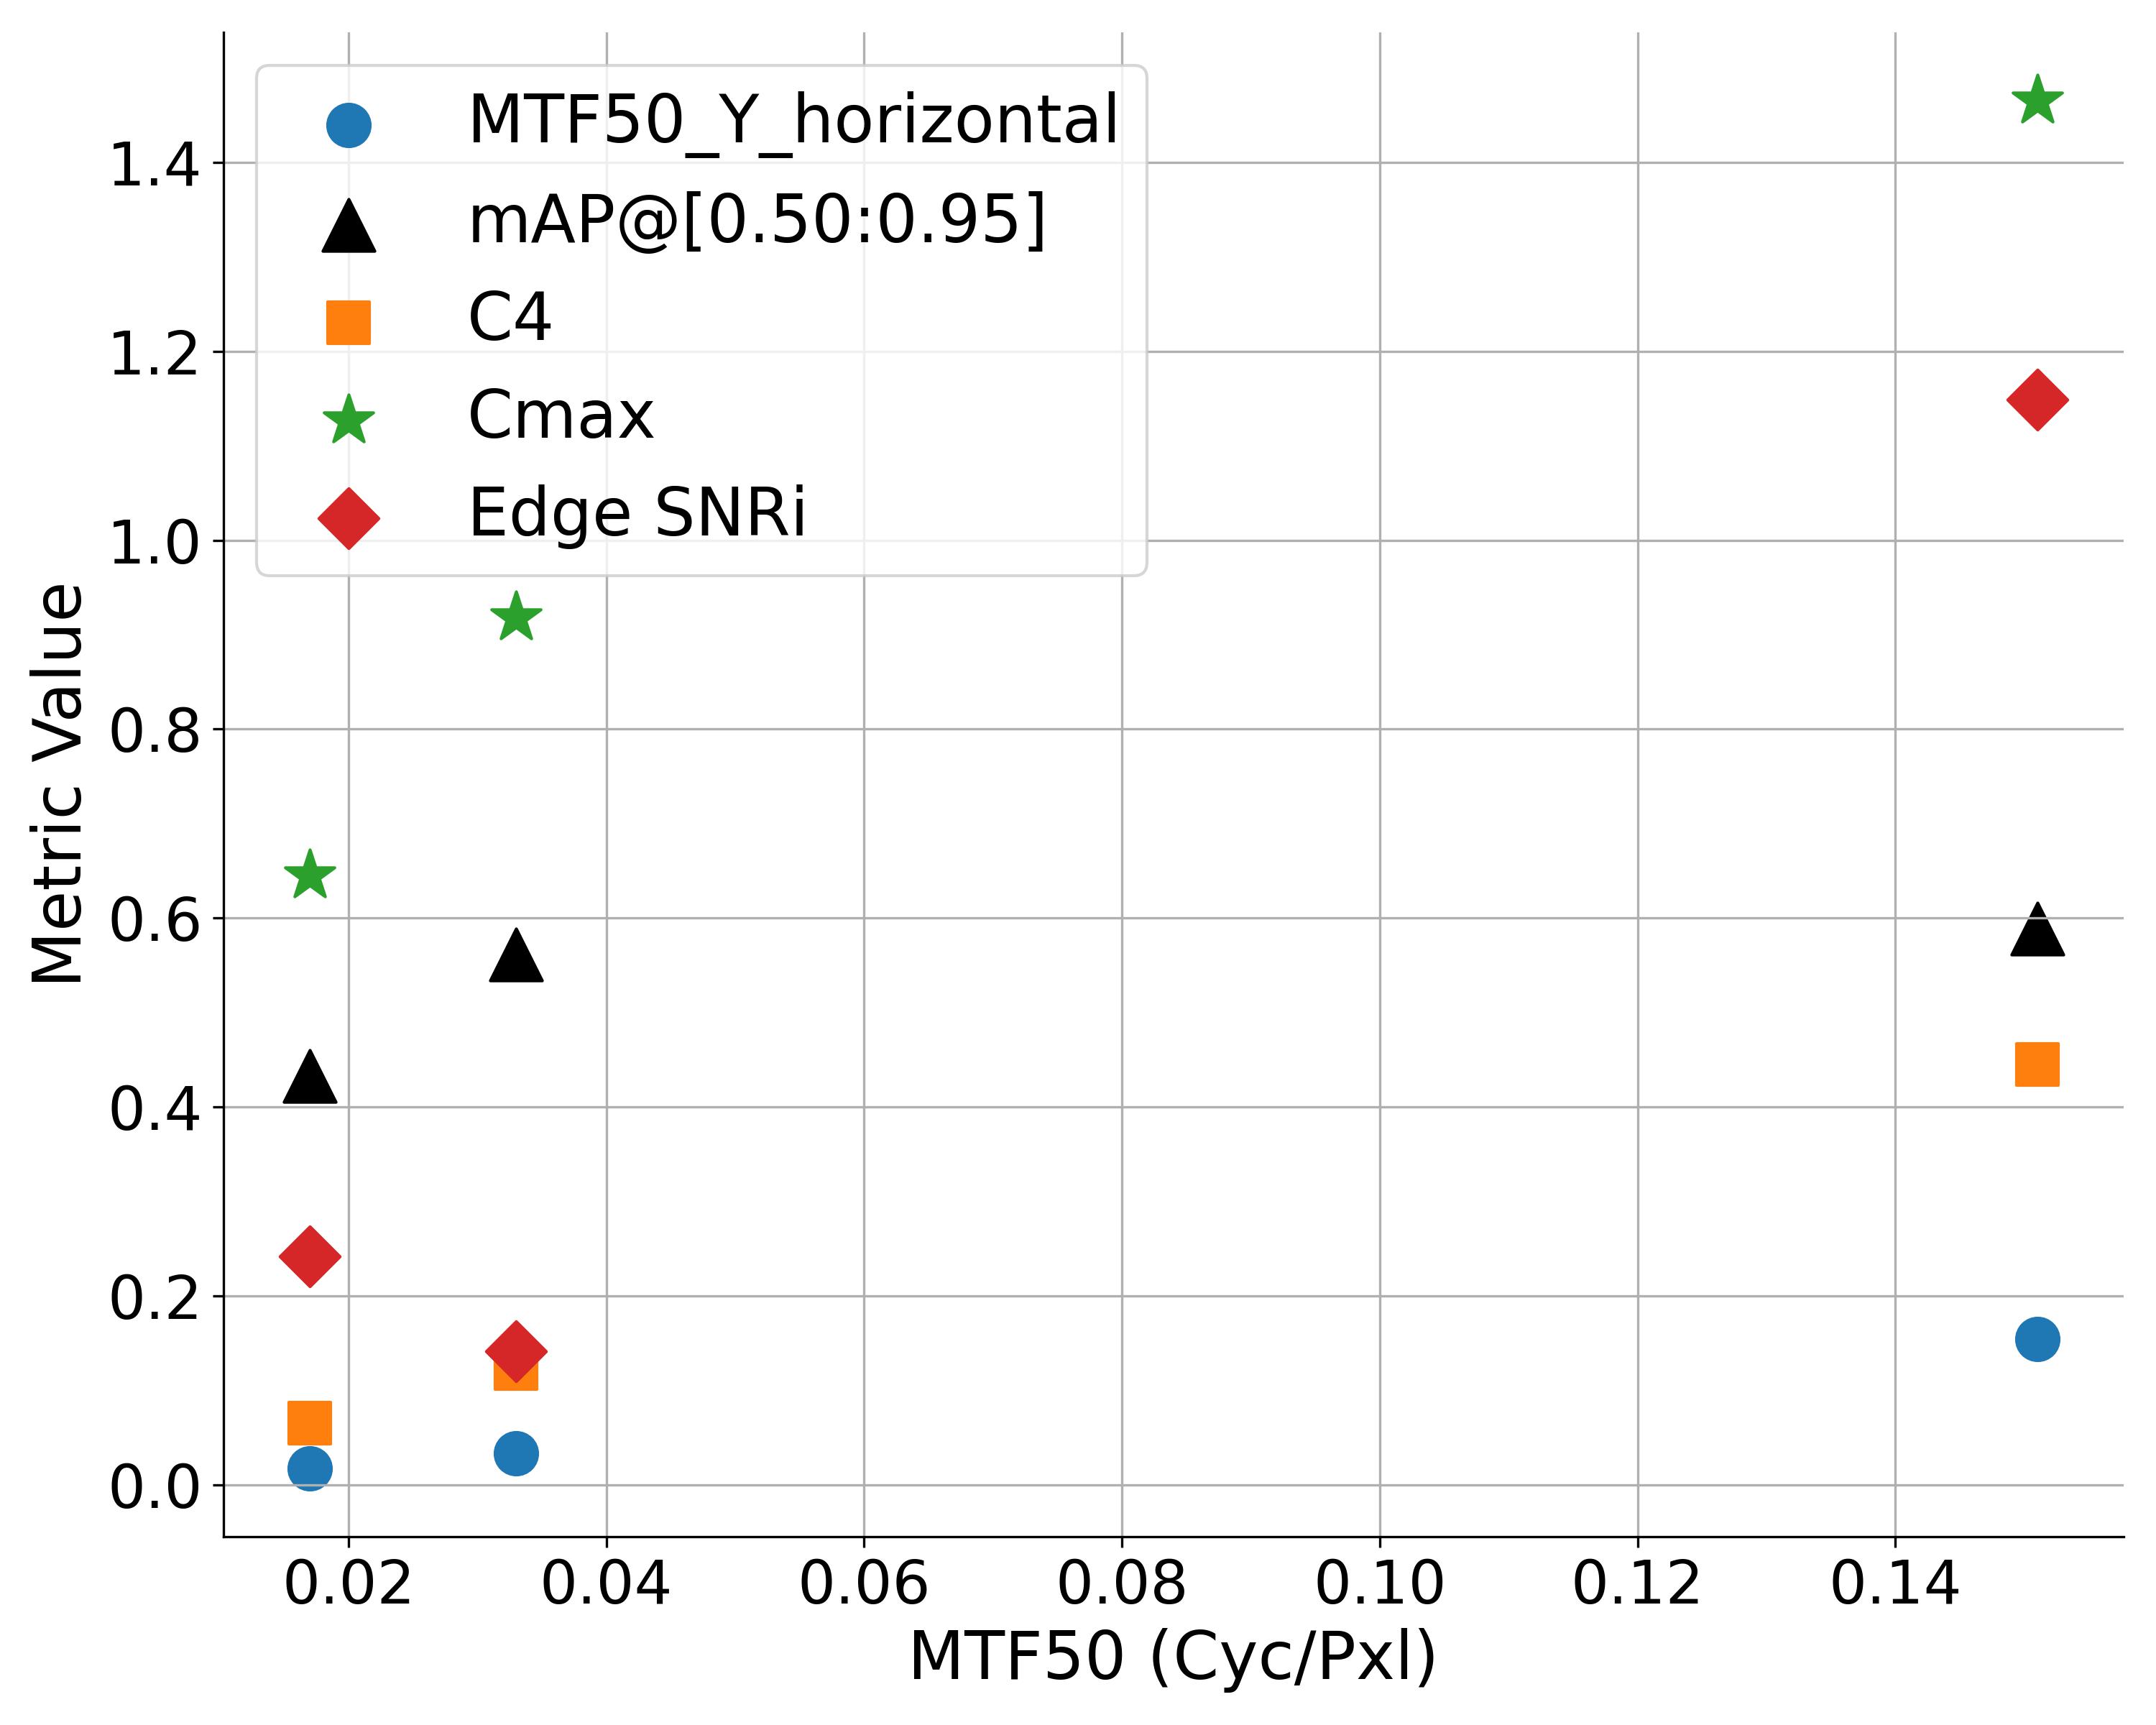 MTF50_Y_horizontal
mAP@[0.50:0.95]
C4
Cmax
Edge SNRi
Metric Value
1.4
1.2
1.0
0.8
0.6
0.4
0.2
0.0
0.02 0.04 0.06 0.08 0.10 0.12 0.14
MTF50 (Cyc/Pxl)